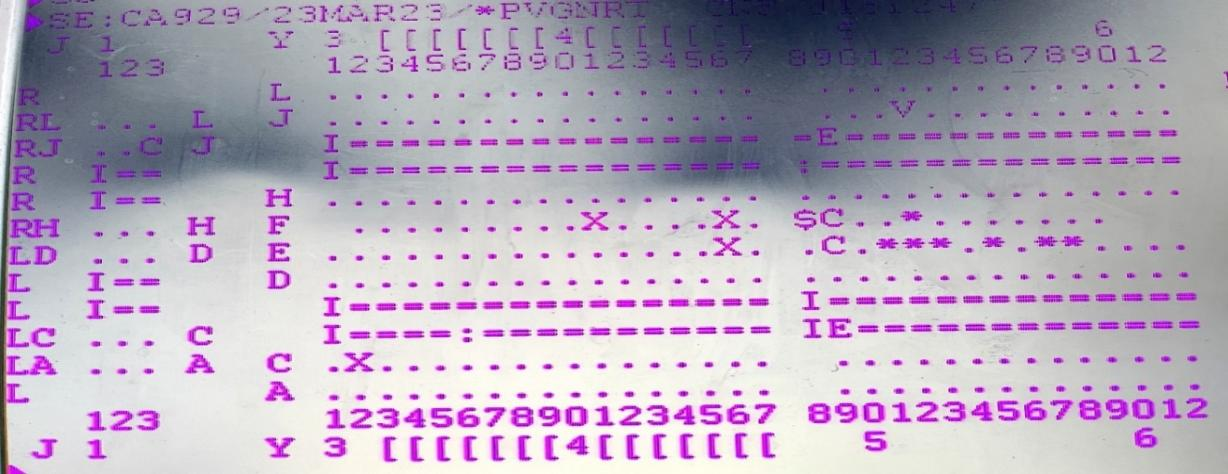 ▶SE:CA929/23MAR23/*PVGNRT
J 1 Y 3 [[[[[[[4[[[[[[[ 5 6
123 12345678901234567 890123456789012
R L ................. ...............
RL ... L J ................. ...V...........
RJ ..C J I================ =E=============
R I== I================ :==============
R I== H ................. ...............
RH ... H F ..........X....X. $C..*.......
LD ... D E ...............X. .C.***.*.**....
L I== D ................. ...............
L I== I================ I==============
LC ... C I====:=========== IE=============
LA ... A C .X............... ...............
L A ................. ...............
123 12345678901234567 890123456789012
J 1 Y 3 [[[[[[[4[[[[[[[ 5 6